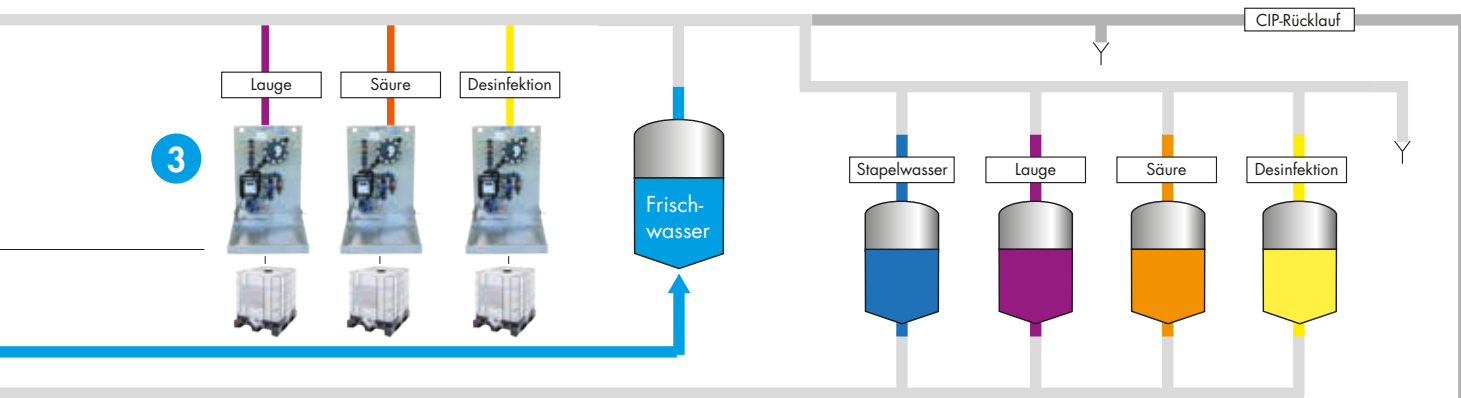 CIP-Rücklauf
Lauge
Säure
Desinfektion
3
Frisch-
wasser
Stapelwasser
Lauge
Säure
Desinfektion